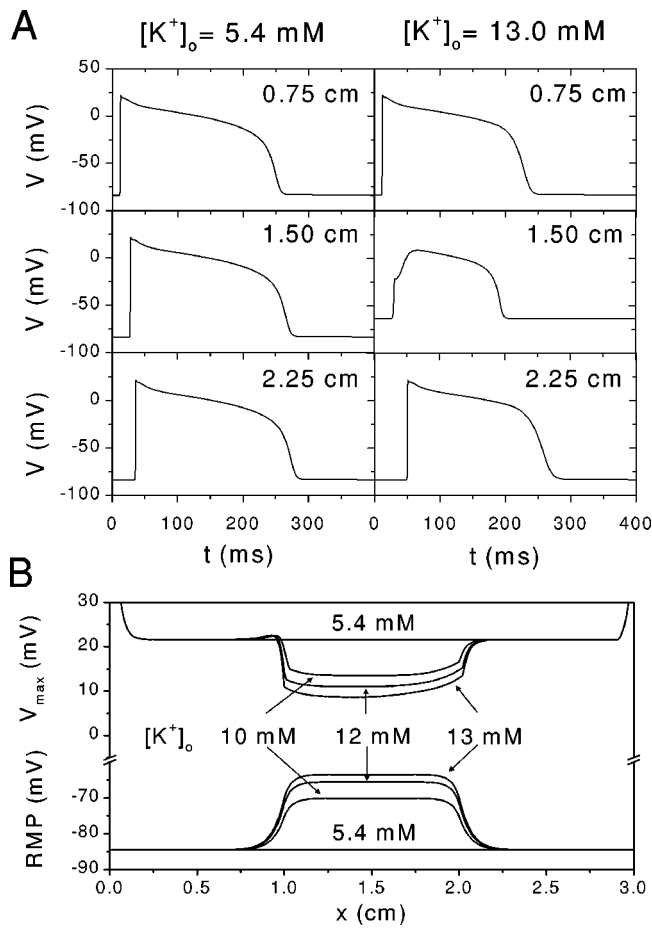 A
[K⁺]ₒ = 5.4 mM [K⁺]ₒ = 13.0 mM
50
0
-50
-100
V (mV)
0.75 cm
0.75 cm
0
-50
-100
V (mV)
1.50 cm
1.50 cm
0
-50
-100
V (mV)
2.25 cm
2.25 cm
0 100 200 300 0 100 200 300 400
t (ms) t (ms)
B
30
20
10
0
Vmax (mV)
5.4 mM
[K⁺]ₒ 10 mM 12 mM 13 mM
-70
-80
-90
RMP (mV)
5.4 mM
0.0 0.5 1.0 1.5 2.0 2.5 3.0
x (cm)